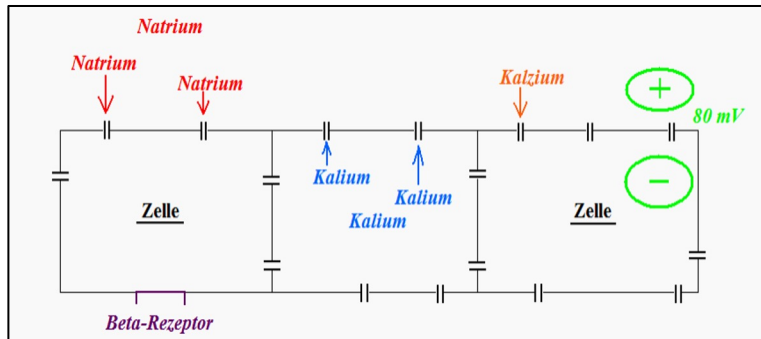 Natrium
Natrium
Natrium
Kalzium
+
80 mV
Kalium
Kalium
Kalium
−
Zelle
Zelle
Beta-Rezeptor